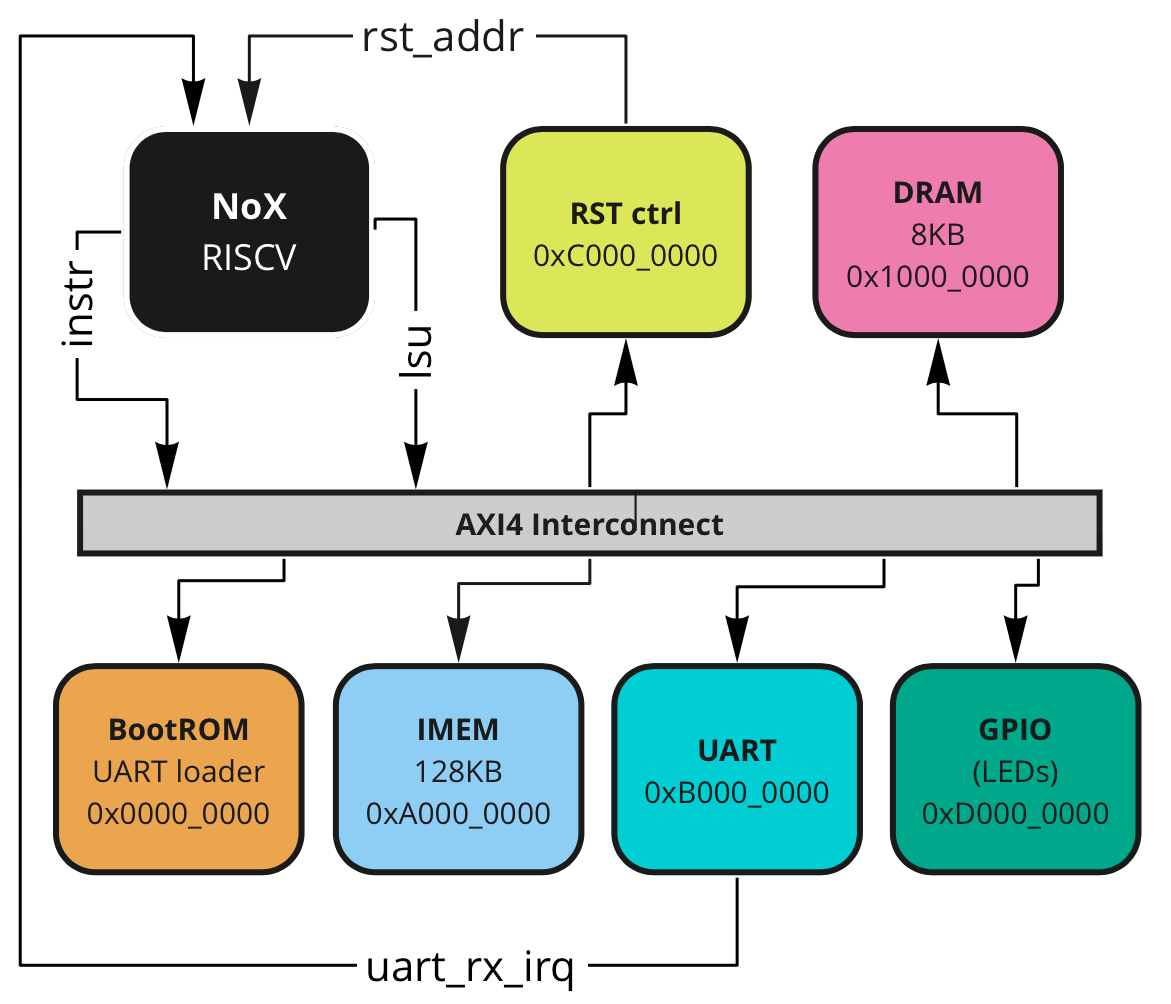 rst_addr
NoX
RISCV
RST ctrl
0xC000_0000
DRAM
8KB
0x1000_0000
instr
lsu
AXI4 Interconnect
BootROM
UART loader
0x0000_0000
IMEM
128KB
0xA000_0000
UART
0xB000_0000
GPIO
(LEDs)
0xD000_0000
uart_rx_irq